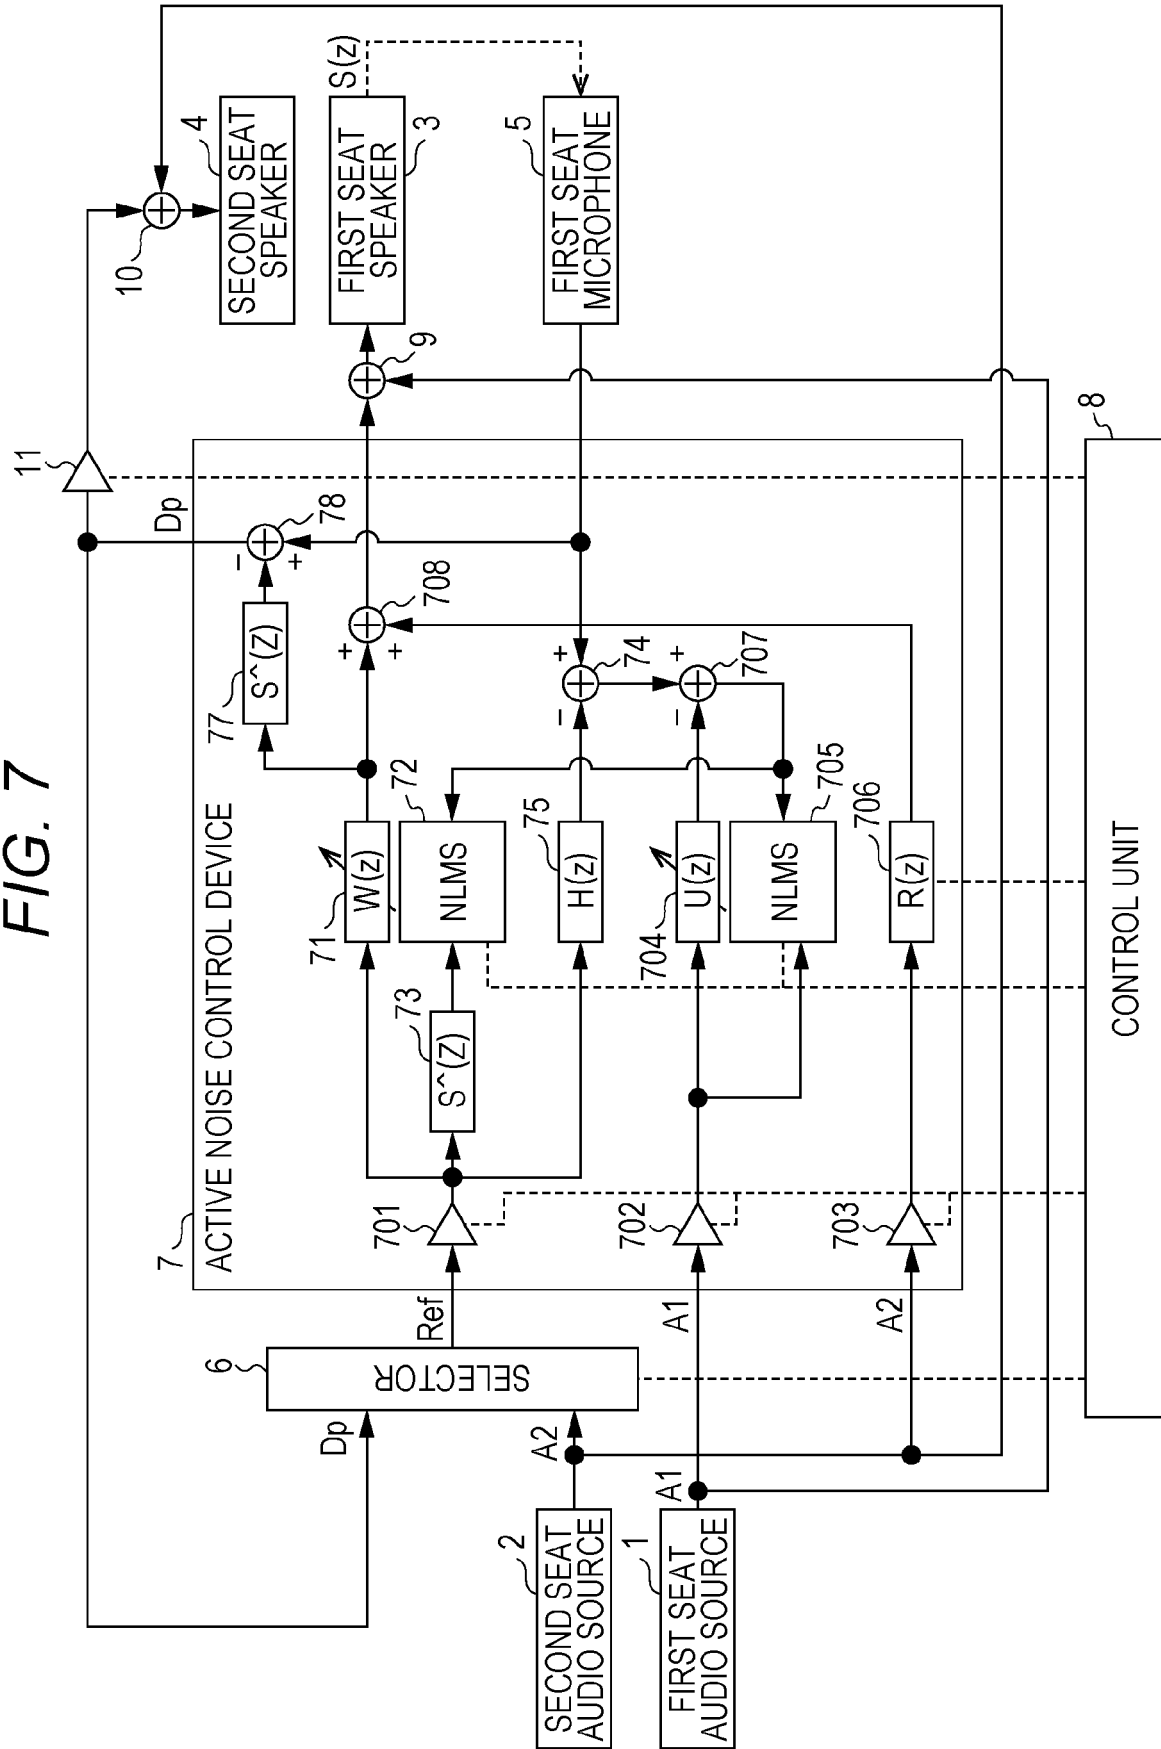 FIG. 7
11
Dp
10
4
SECOND SEAT
SPEAKER
S(z)
FIRST SEAT
SPEAKER
3
9
5
FIRST SEAT
MICROPHONE
7
ACTIVE NOISE CONTROL DEVICE
78
−
+
77
S^(Z)
708
+
+
71
W(z)
72
NLMS
73
S^(Z)
75
H(z)
74
+
−
707
+
−
704
U(z)
705
NLMS
706
R(z)
701
702
703
Ref
A1
A2
6
SELECTOR
Dp
A2
A1
2
SECOND SEAT
AUDIO SOURCE
1
FIRST SEAT
AUDIO SOURCE
8
CONTROL UNIT